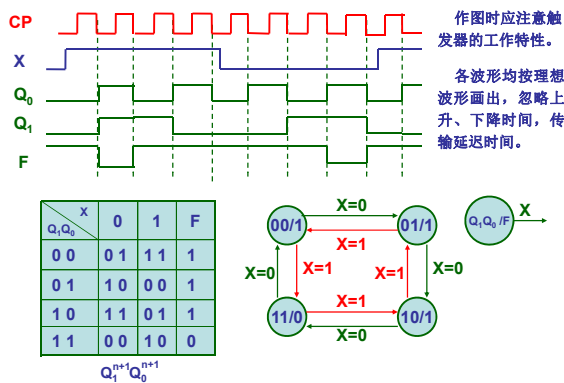 CP
X
Q0
Q1
F
作图时应注意触
发器的工作特性。
各波形均按理想
波形画出，忽略上
升、下降时间，传
输延迟时间。
X
Q1Q0
0 1 F
0 0 0 1 1 1 1
0 1 1 0 0 0 1
1 0 1 1 0 1 1
1 1 0 0 1 0 0
Q1n+1Q0n+1
X=0
00/1
01/1
X=1
X=0
X=1
X=1
X=0
X=1
11/0
10/1
X=0
Q1Q0/F
X